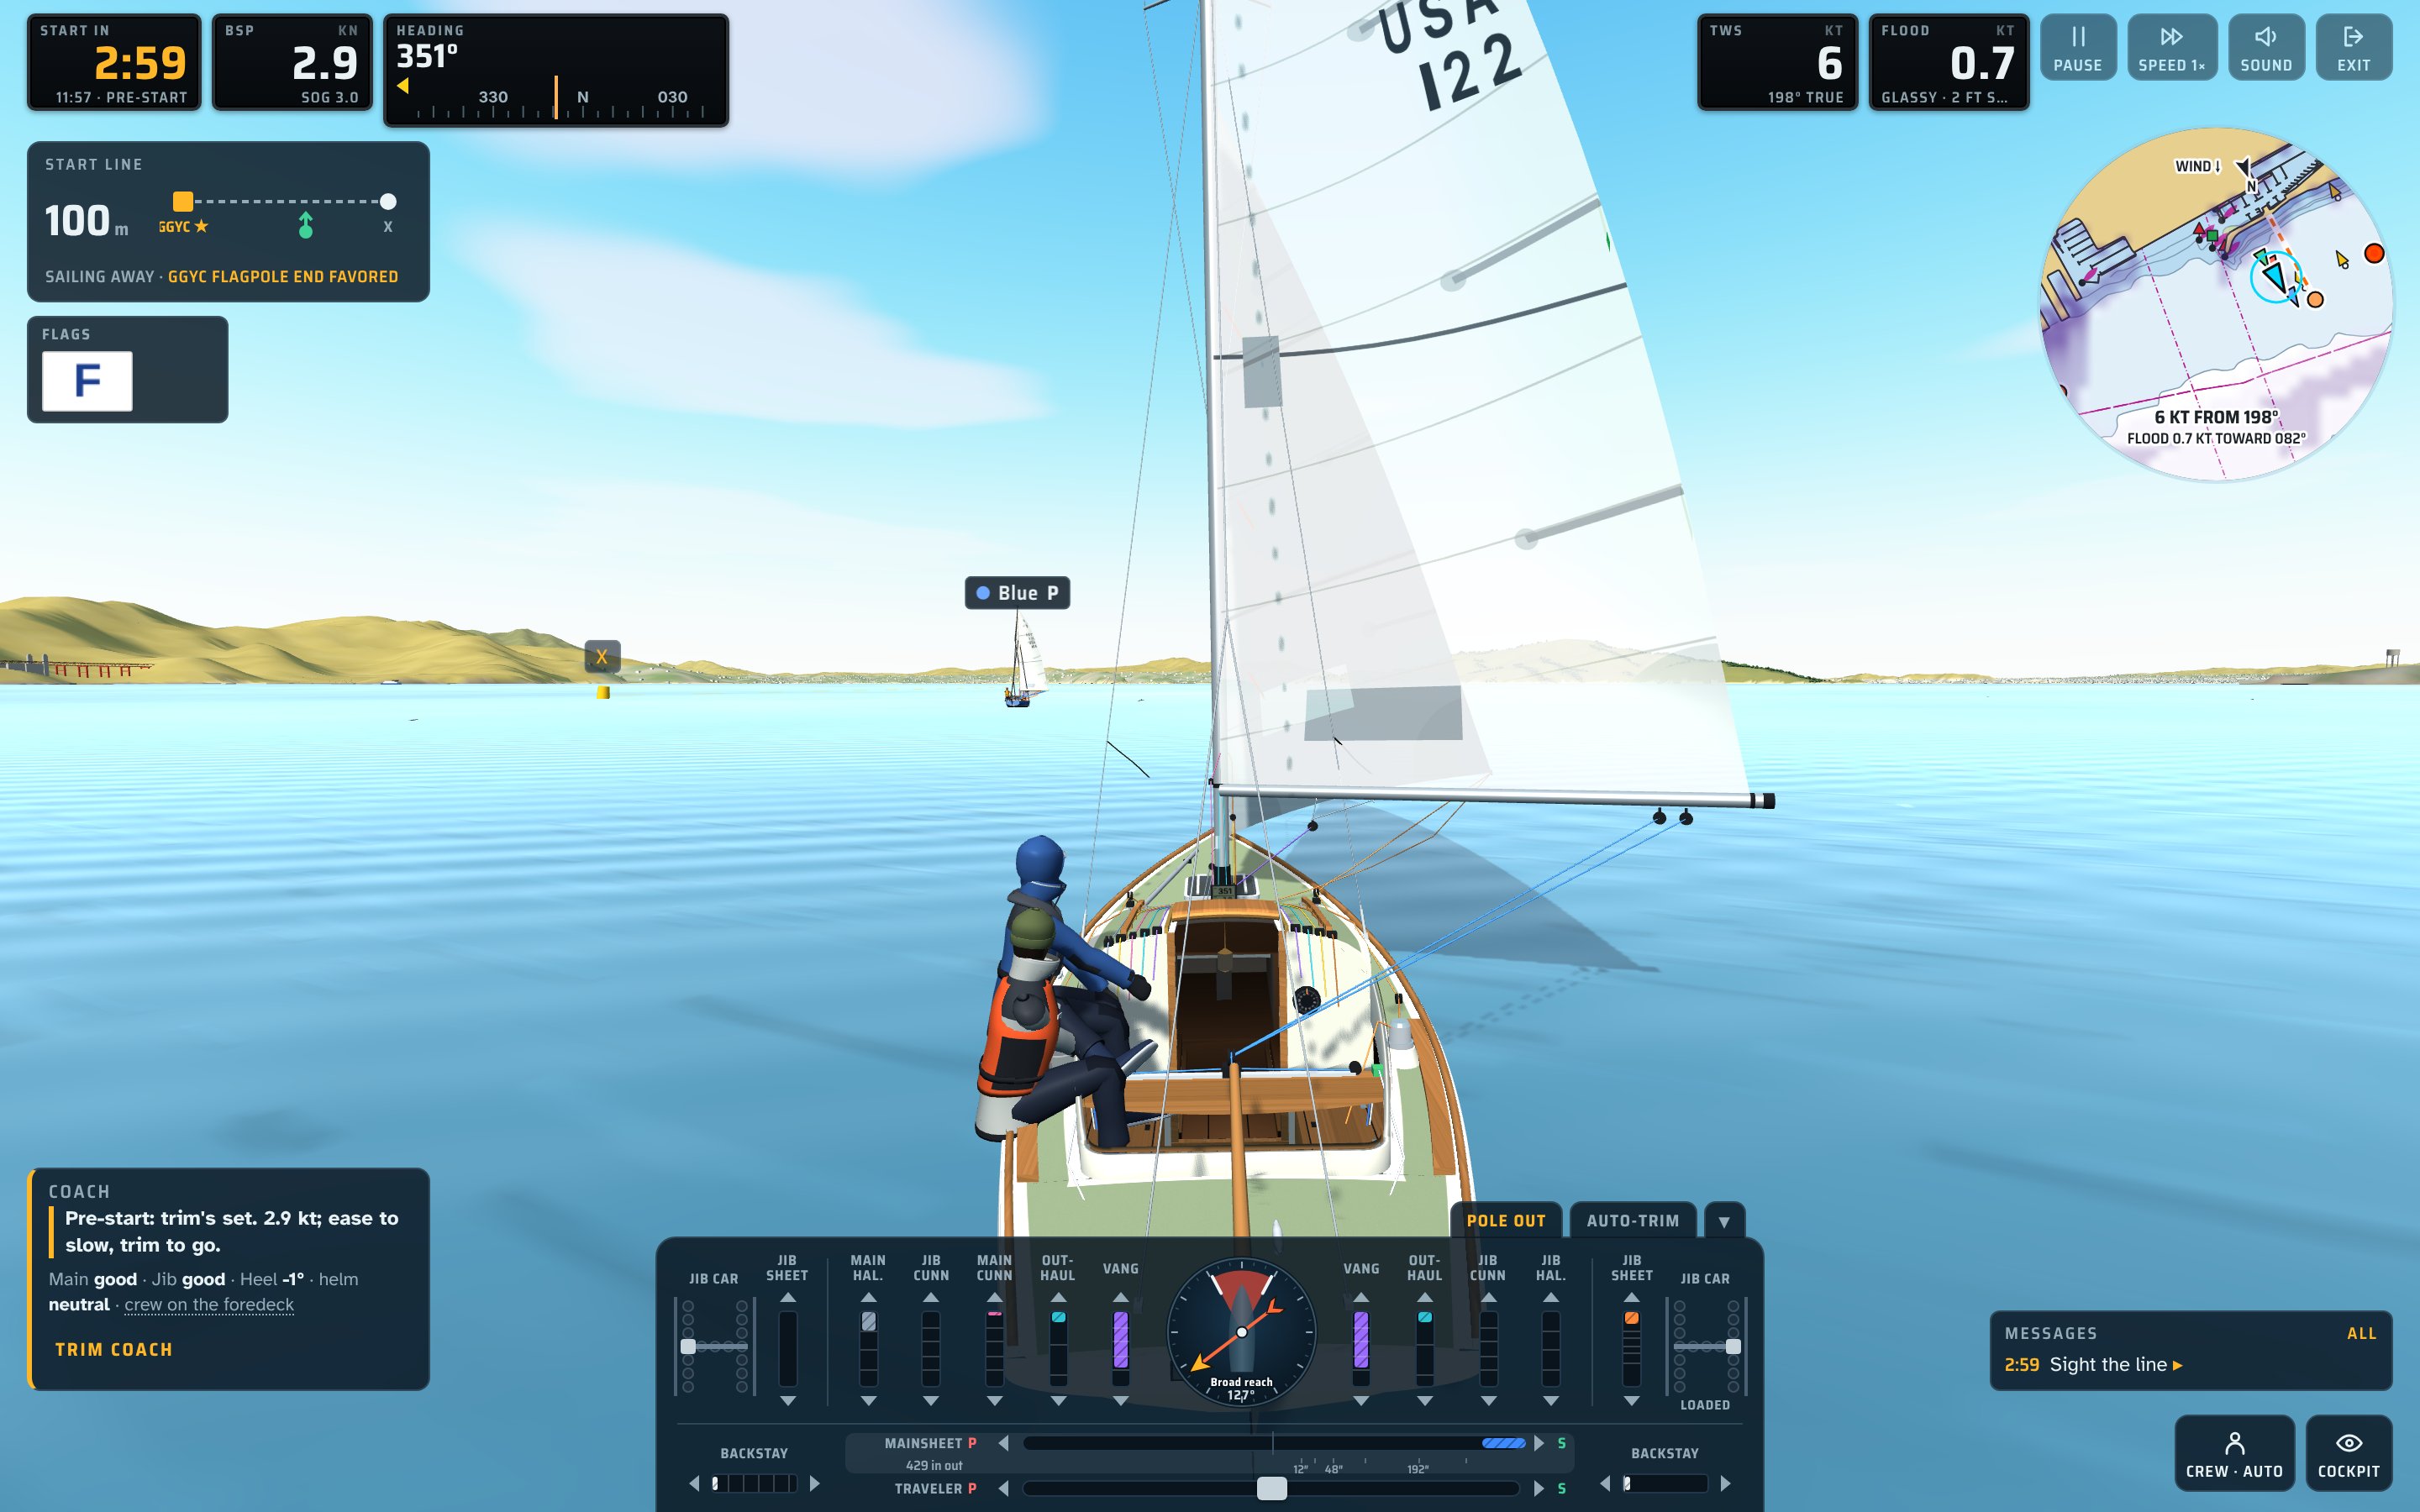 START IN
2:59
11:57 · PRE-START
BSP KN
2.9
SOG 3.0
HEADING
351°
330 N 030
TWS KT
6
198° TRUE
FLOOD KT
0.7
GLASSY · 2 FT S...
PAUSE
SPEED 1×
SOUND
EXIT
START LINE
100 m
GGYC ★ X
SAILING AWAY · GGYC FLAGPOLE END FAVORED
FLAGS
F
USA
122
WIND ↓
N
6 KT FROM 198°
FLOOD 0.7 KT TOWARD 082°
Blue P
X
351
COACH
Pre-start: trim's set. 2.9 kt; ease to
slow, trim to go.
Main good · Jib good · Heel -1° · helm
neutral · crew on the foredeck
TRIM COACH
POLE OUT
AUTO-TRIM
▼
JIB CAR
JIB SHEET
MAIN HAL.
JIB CUNN
MAIN CUNN
OUT-HAUL
VANG
Broad reach
127°
VANG
OUT-HAUL
JIB CUNN
JIB HAL.
JIB SHEET
JIB CAR
LOADED
BACKSTAY
MAINSHEET P S
429 in out
12" 48" 192"
TRAVELER P S
BACKSTAY
MESSAGES ALL
2:59 Sight the line ▸
CREW · AUTO
COCKPIT